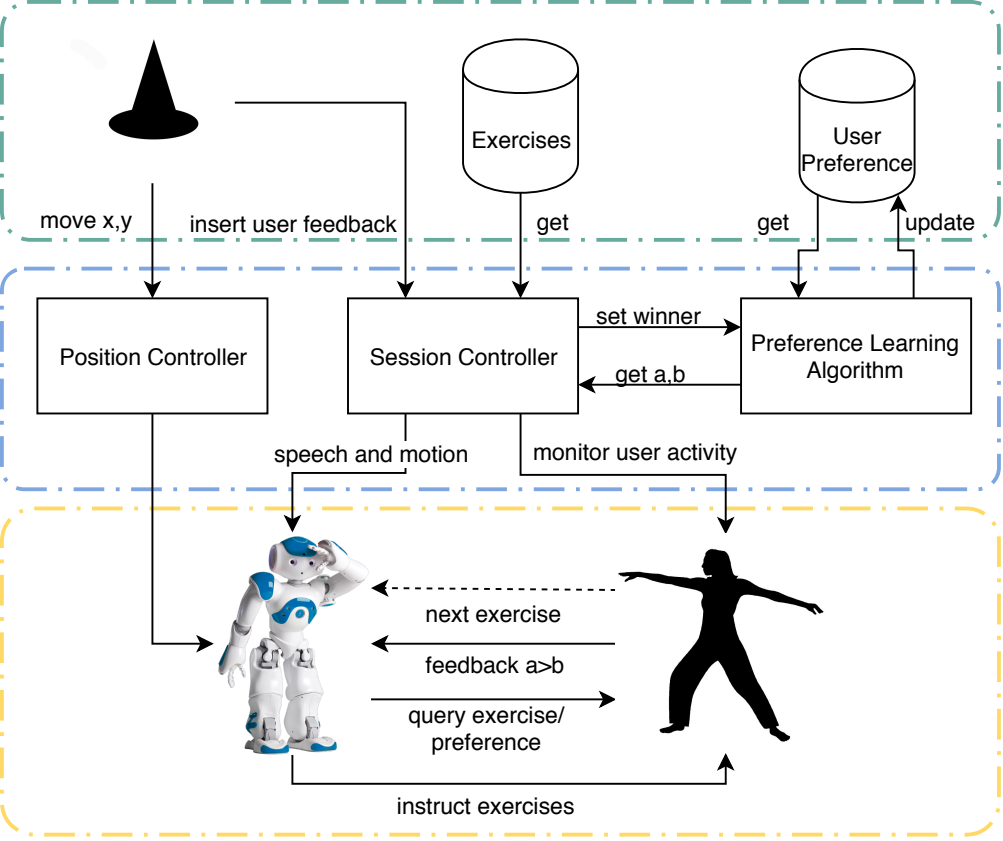 Exercises
User
Preference
move x,y
insert user feedback
get
get
update
Position Controller
Session Controller
set winner
get a,b
Preference Learning
Algorithm
speech and motion
monitor user activity
next exercise
feedback a>b
query exercise/
preference
instruct exercises